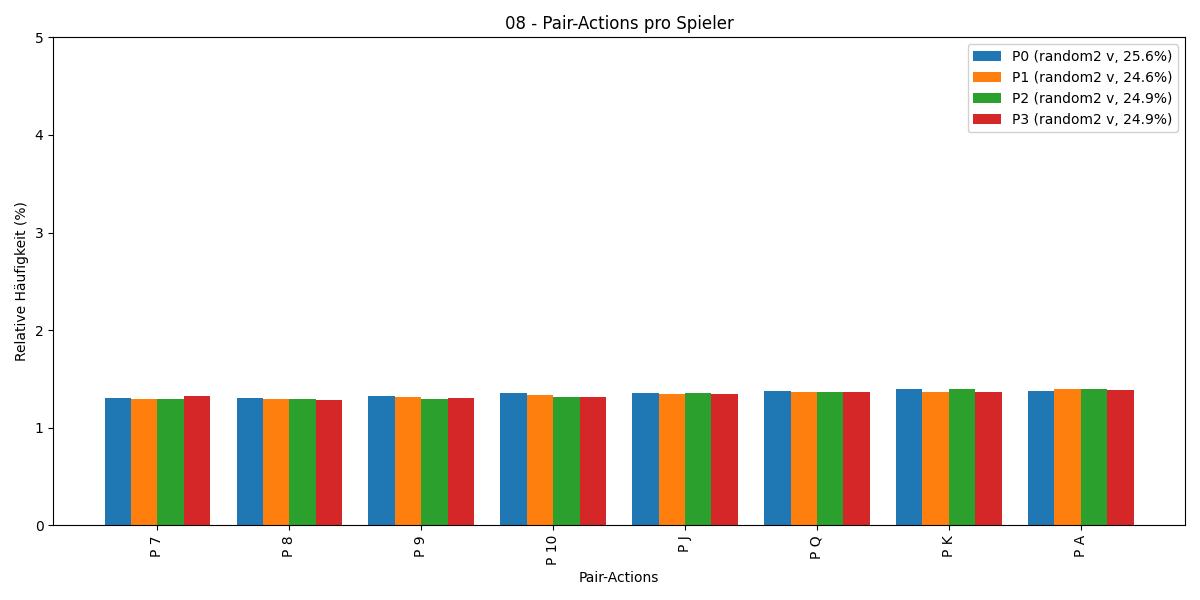 08 - Pair-Actions pro Spieler
P0 (random2 v, 25.6%)
P1 (random2 v, 24.6%)
P2 (random2 v, 24.9%)
P3 (random2 v, 24.9%)
Relative Häufigkeit (%)
5
4
3
2
1
0
P 7
P 8
P 9
P 10
P J
P Q
P K
P A
Pair-Actions